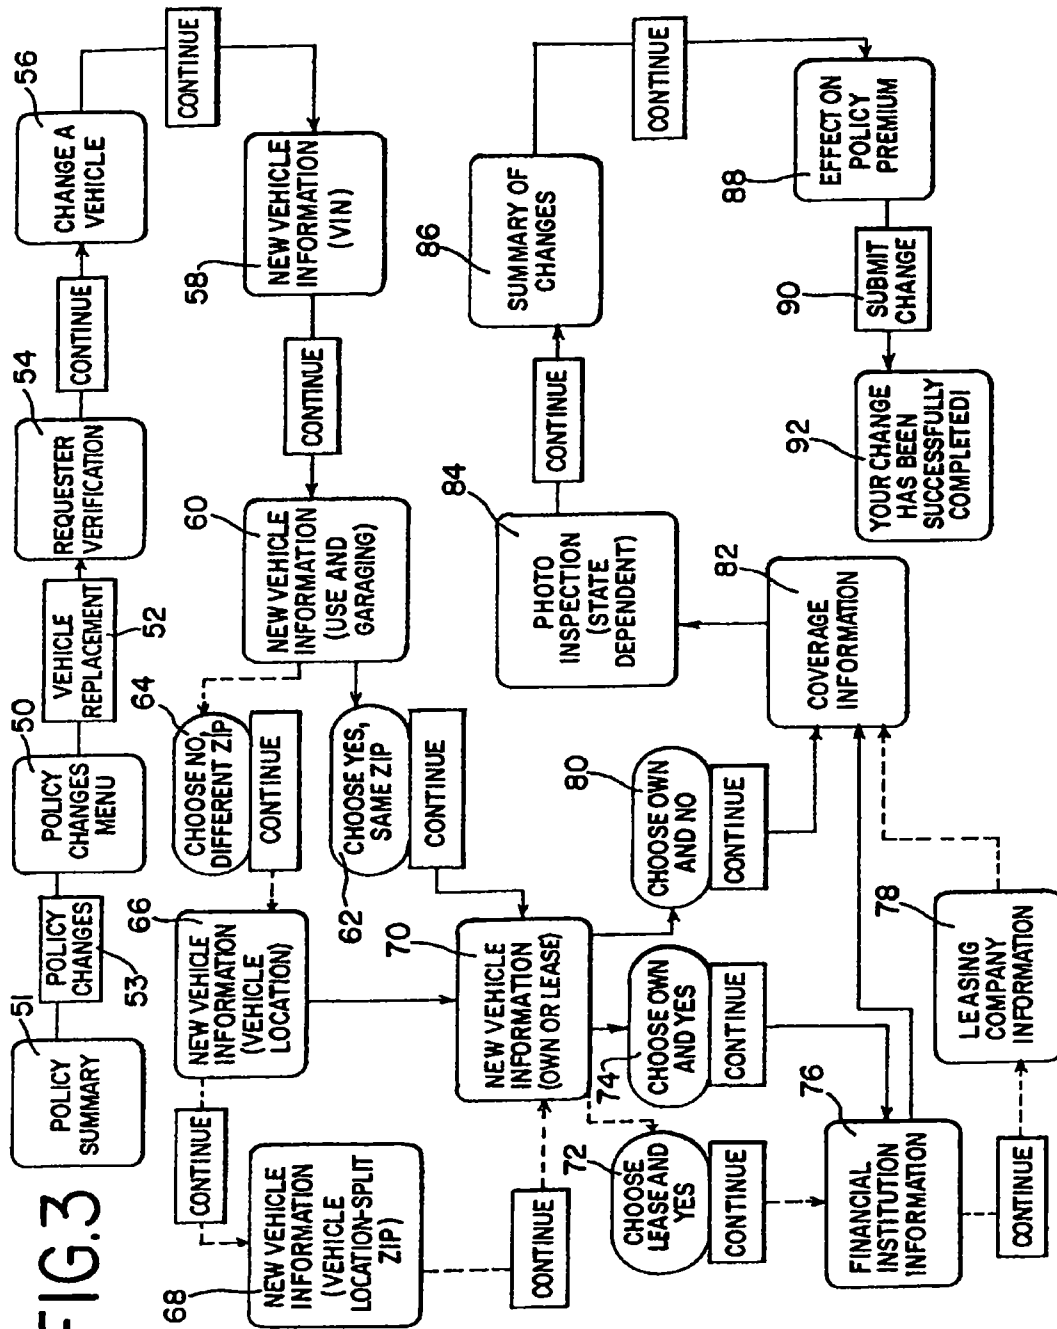 FIG.3
51
POLICY
SUMMARY
POLICY
CHANGES
53
50
POLICY
CHANGES
MENU
VEHICLE
REPLACEMENT
52
54
REQUESTER
VERIFICATION
CONTINUE
56
CHANGE A
VEHICLE
CONTINUE
58
NEW VEHICLE
INFORMATION
(VIN)
CONTINUE
60
NEW VEHICLE
INFORMATION
(USE AND
GARAGING)
64
CHOOSE NO,
DIFFERENT ZIP
CONTINUE
62
CHOOSE YES,
SAME ZIP
CONTINUE
66
NEW VEHICLE
INFORMATION
(VEHICLE
LOCATION)
CONTINUE
68
NEW VEHICLE
INFORMATION
(VEHICLE
LOCATION-SPLIT
ZIP)
CONTINUE
70
NEW VEHICLE
INFORMATION
(OWN OR LEASE)
72
CHOOSE
LEASE AND
YES
CONTINUE
74
CHOOSE OWN
AND YES
CONTINUE
80
CHOOSE OWN
AND NO
CONTINUE
76
FINANCIAL
INSTITUTION
INFORMATION
CONTINUE
78
LEASING
COMPANY
INFORMATION
82
COVERAGE
INFORMATION
84
PHOTO
INSPECTION
(STATE
DEPENDENT)
CONTINUE
86
SUMMARY OF
CHANGES
CONTINUE
88
EFFECT ON
POLICY
PREMIUM
90
SUBMIT
CHANGE
92
YOUR CHANGE
HAS BEEN
SUCCESSFULLY
COMPLETED!